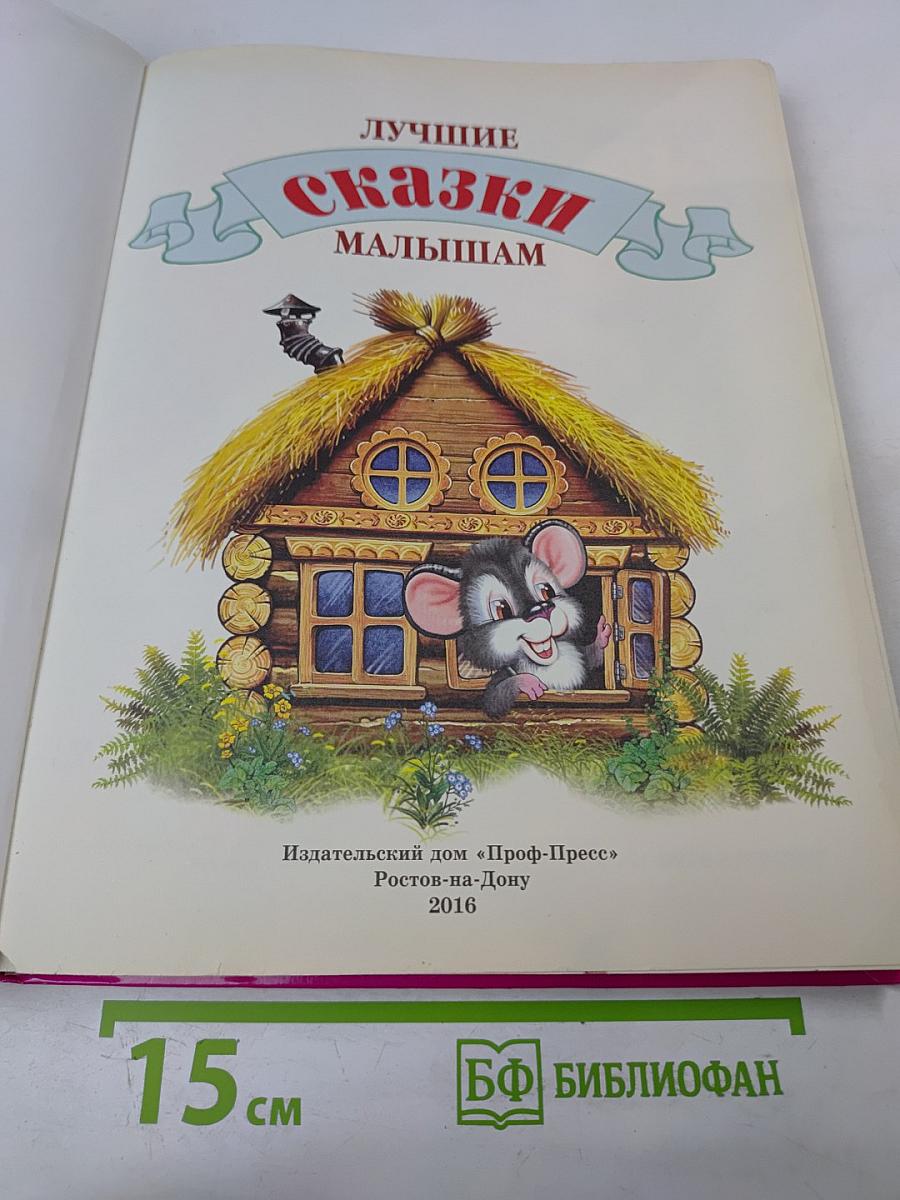 ЛУЧШИЕ
сказки
МАЛЫШАМ
Издательский дом «Проф-Пресс»
Ростов-на-Дону
2016
15 см
БФ БИБЛИОФАН